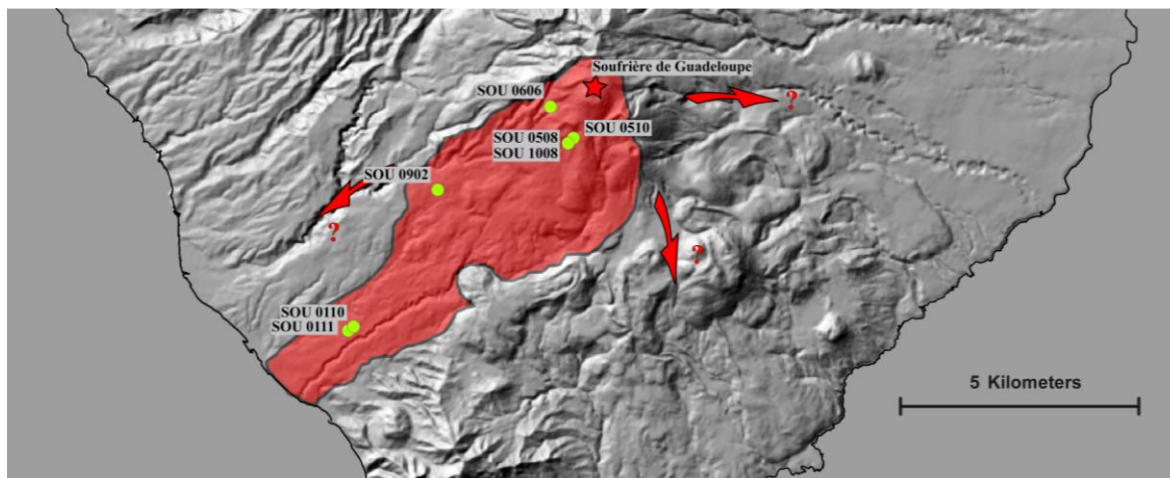 Soufrière de Guadeloupe
SOU 0606
?
SOU 0510
SOU 0508
SOU 1008
SOU 0902
?
?
SOU 0110
SOU 0111
5 Kilometers